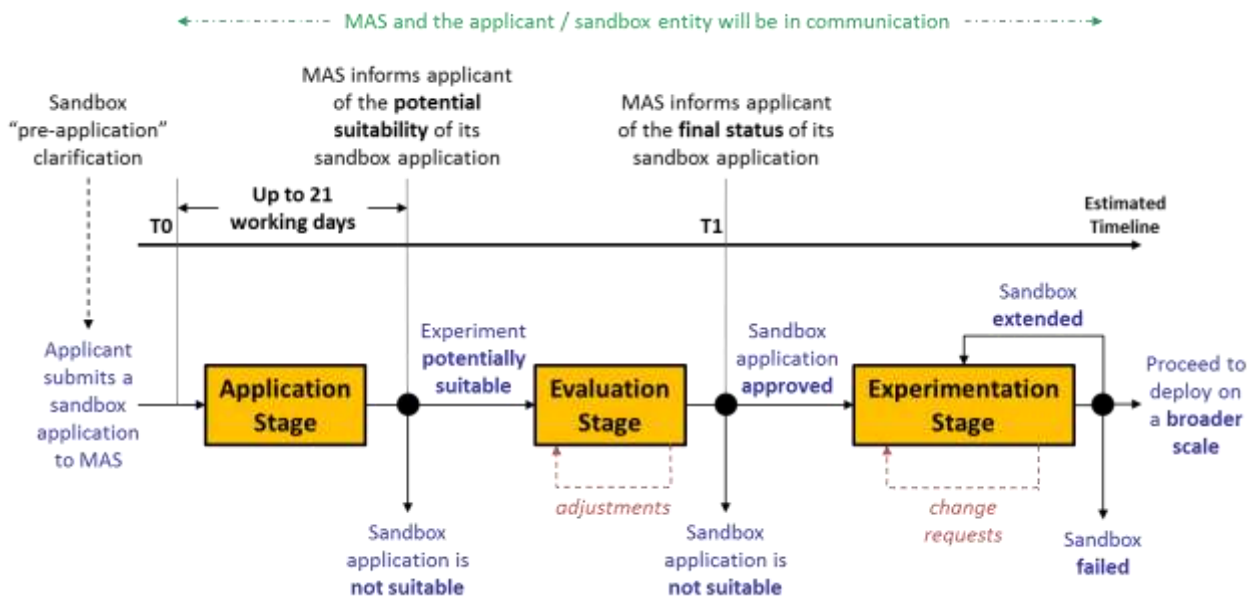 MAS and the applicant / sandbox entity will be in communication
Sandbox
“pre-application”
clarification
MAS informs applicant
of the potential
suitability of its
sandbox application
MAS informs applicant
of the final status of its
sandbox application
Up to 21
working days
T0
T1
Estimated
Timeline
Applicant
submits a
sandbox
application
to MAS
Application
Stage
Experiment
potentially
suitable
Evaluation
Stage
adjustments
Sandbox
application
approved
Experimentation
Stage
change
requests
Sandbox
extended
Proceed to
deploy on
a broader
scale
Sandbox
application is
not suitable
Sandbox
application is
not suitable
Sandbox
failed